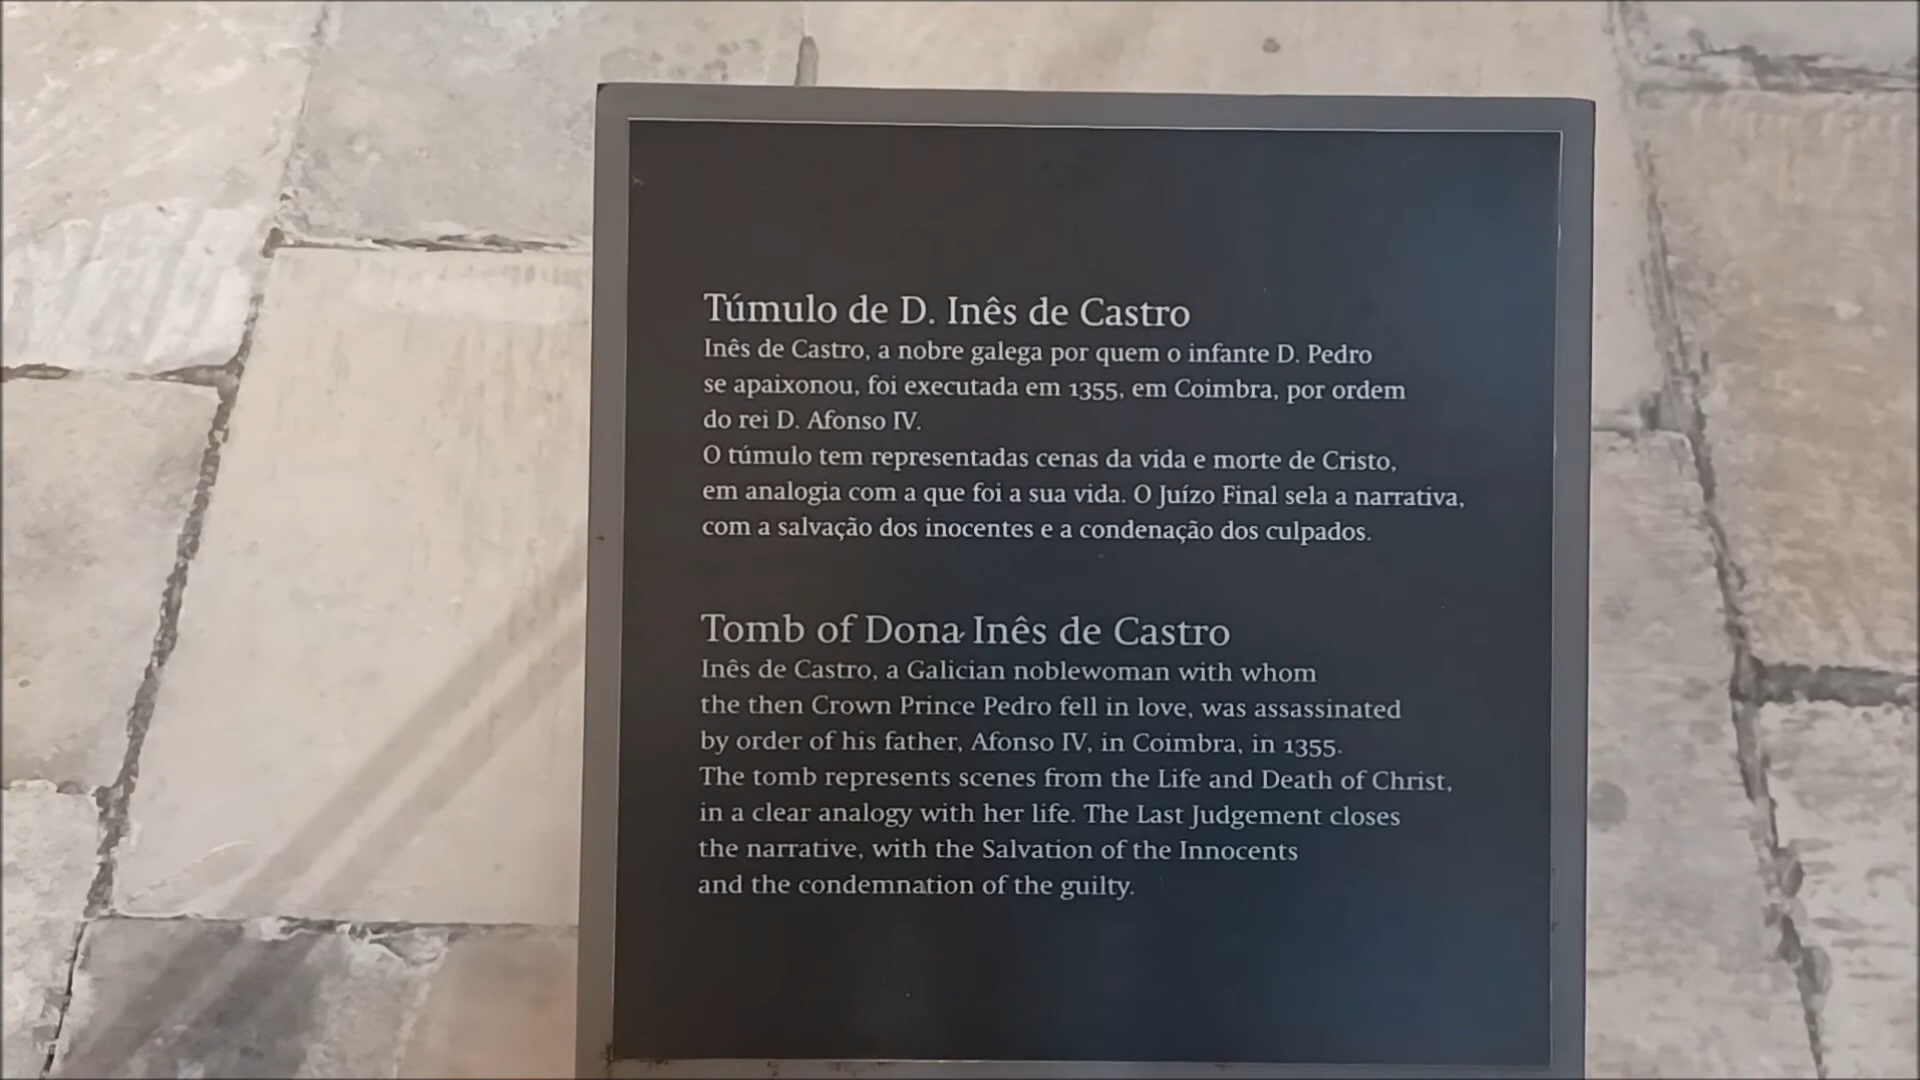 Túmulo de D. Inês de Castro
Inês de Castro, a nobre galega por quem o infante D. Pedro
se apaixonou, foi executada em 1355, em Coimbra, por ordem
do rei D. Afonso IV.
O túmulo tem representadas cenas da vida e morte de Cristo,
em analogia com a que foi a sua vida. O Juízo Final sela a narrativa,
com a salvação dos inocentes e a condenação dos culpados.
Tomb of Dona Inês de Castro
Inês de Castro, a Galician noblewoman with whom
the then Crown Prince Pedro fell in love, was assassinated
by order of his father, Afonso IV, in Coimbra, in 1355.
The tomb represents scenes from the Life and Death of Christ,
in a clear analogy with her life. The Last Judgement closes
the narrative, with the Salvation of the Innocents
and the condemnation of the guilty.